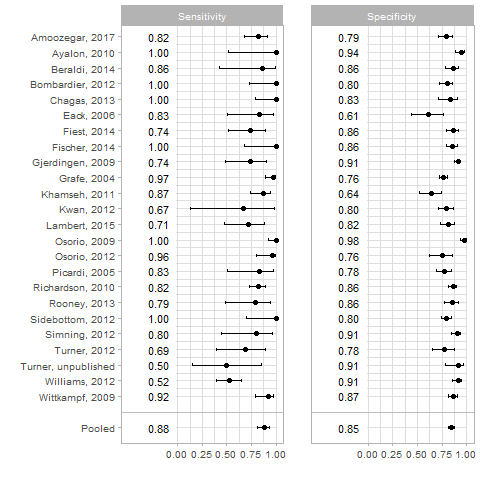 Sensitivity Specificity
Amoozegar, 2017 0.82 0.79
Ayalon, 2010 1.00 0.94
Beraldi, 2014 0.86 0.86
Bombardier, 2012 1.00 0.80
Chagas, 2013 1.00 0.83
Eack, 2006 0.83 0.61
Fiest, 2014 0.74 0.86
Fischer, 2014 1.00 0.86
Gjerdingen, 2009 0.74 0.91
Grafe, 2004 0.97 0.76
Khamseh, 2011 0.87 0.64
Kwan, 2012 0.67 0.80
Lambert, 2015 0.71 0.82
Osorio, 2009 1.00 0.98
Osorio, 2012 0.96 0.76
Picardi, 2005 0.83 0.78
Richardson, 2010 0.82 0.86
Rooney, 2013 0.79 0.86
Sidebottom, 2012 1.00 0.80
Simning, 2012 0.80 0.91
Turner, 2012 0.69 0.78
Turner, unpublished 0.50 0.91
Williams, 2012 0.52 0.91
Wittkampf, 2009 0.92 0.87
Pooled 0.88 0.85
0.00 0.25 0.50 0.75 1.00 0.00 0.25 0.50 0.75 1.00